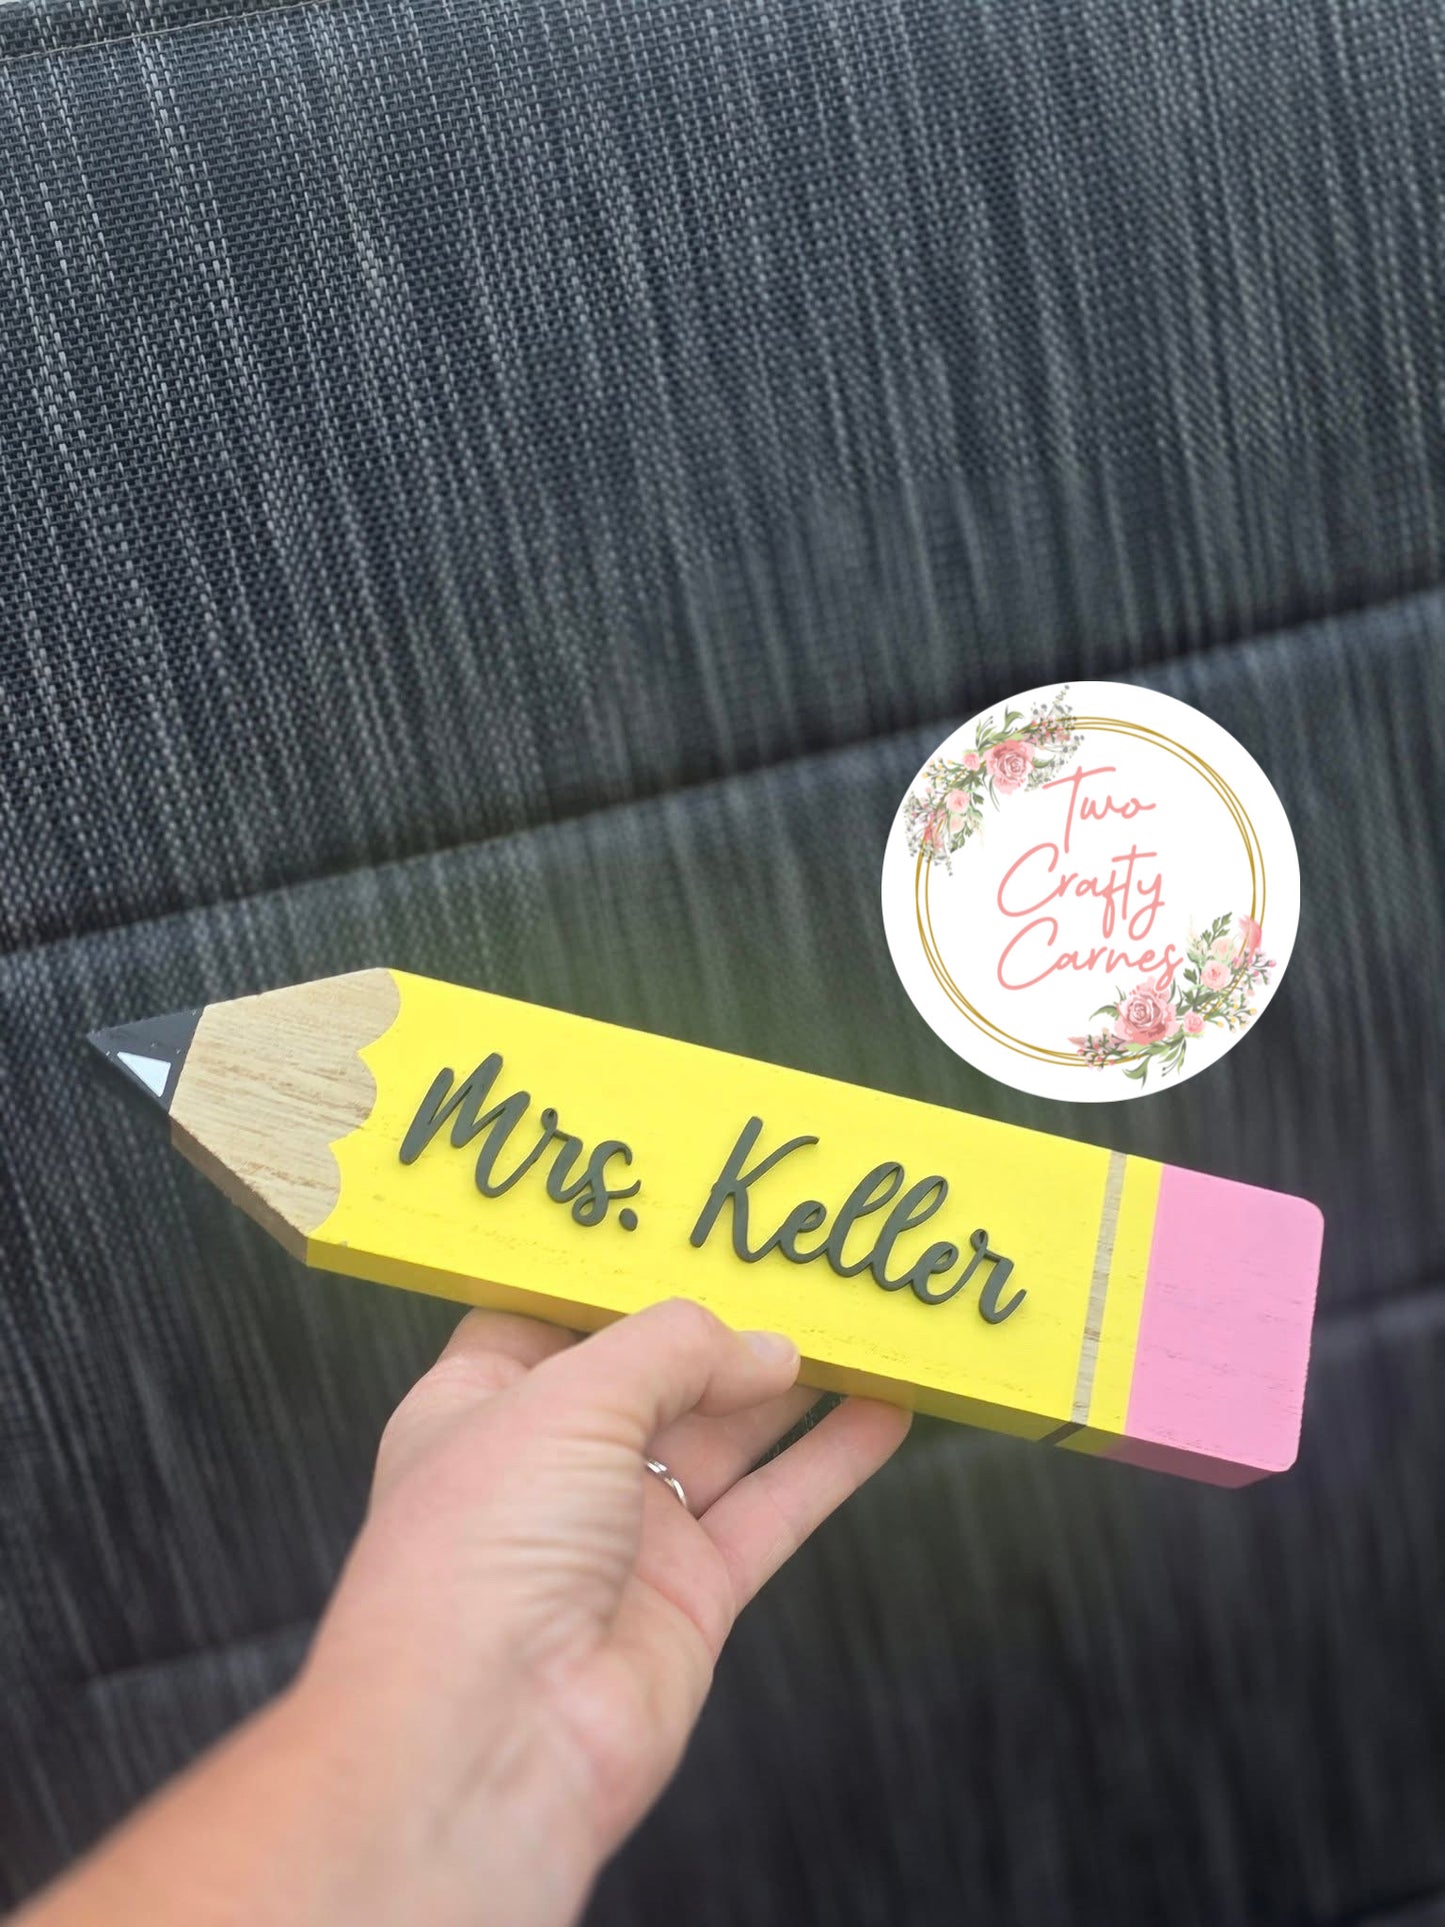 Two
Crafty
Carnes
Mrs. Keller